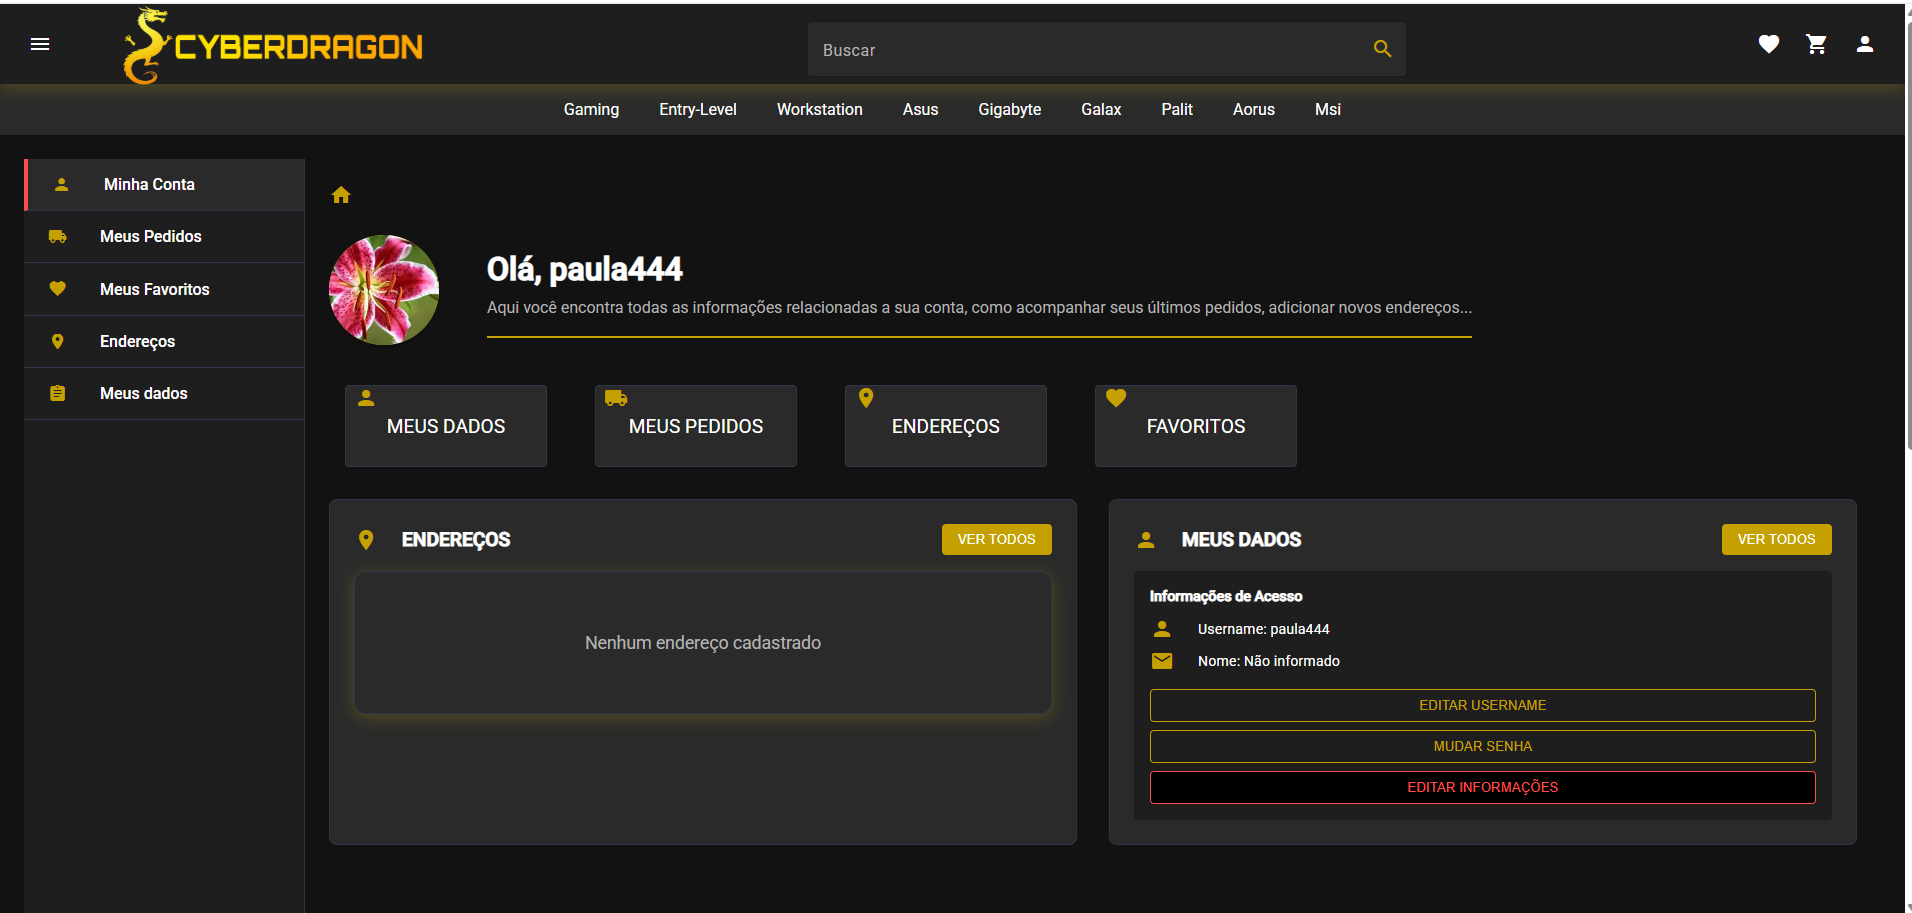 CYBERDRAGON
Buscar
Gaming Entry-Level Workstation Asus Gigabyte Galax Palit Aorus Msi
Minha Conta
Meus Pedidos
Meus Favoritos
Endereços
Meus dados
Olá, paula444
Aqui você encontra todas as informações relacionadas a sua conta, como acompanhar seus últimos pedidos, adicionar novos endereços...
MEUS DADOS
MEUS PEDIDOS
ENDEREÇOS
FAVORITOS
ENDEREÇOS
VER TODOS
Nenhum endereço cadastrado
MEUS DADOS
VER TODOS
Informações de Acesso
Username: paula444
Nome: Não informado
EDITAR USERNAME
MUDAR SENHA
EDITAR INFORMAÇÕES